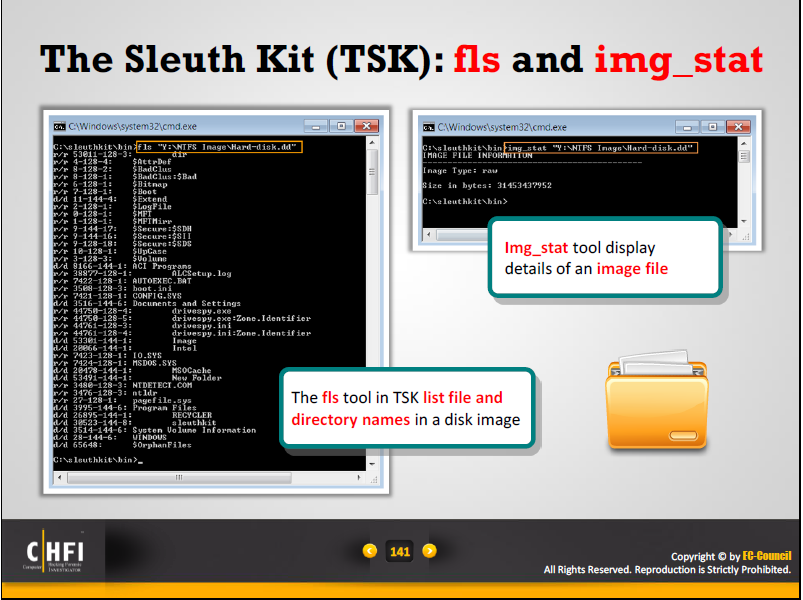 The Sleuth Kit (TSK): fls and img_stat
C:\Windows\system32\cmd.exe
C:\sleuthkit\bin>fls "Y:\NTFS Image\Hard-disk.dd"
r/r 53011-128-3: dir
r/r 4-128-4: $AttrDef
r/r 8-128-2: $BadClus
r/r 8-128-1: $BadClus:$Bad
r/r 6-128-1: $Bitmap
r/r 7-128-1: $Boot
d/d 11-144-4: $Extend
r/r 2-128-1: $LogFile
r/r 0-128-1: $MFT
r/r 1-128-1: $MFTMirr
r/r 9-144-17: $Secure:$SDH
r/r 9-144-16: $Secure:$SII
r/r 9-128-18: $Secure:$SDS
r/r 10-128-1: $UpCase
r/r 3-128-3: $Volume
d/d 8166-144-1: ACI Programs
r/r 38877-128-1: ALCSetup.log
r/r 7422-128-1: AUTOEXEC.BAT
r/r 3508-128-3: boot.ini
r/r 7421-128-1: CONFIG.SYS
d/d 3516-144-6: Documents and Settings
r/r 44750-128-4: drivespy.exe
r/r 44750-128-5: drivespy.exe:Zone.Identifier
r/r 44761-128-3: drivespy.ini
r/r 44761-128-4: drivespy.ini:Zone.Identifier
d/d 53301-144-1: Image
d/d 20066-144-1: Intel
r/r 7423-128-1: IO.SYS
r/r 7424-128-1: MSDOS.SYS
d/d 20478-144-1: MSOCache
d/d 53491-144-1: New Folder
r/r 3480-128-3: NTDETECT.COM
r/r 3476-128-3: ntldr
r/r 27-128-1: pagefile.sys
d/d 3995-144-6: Program Files
d/d 26895-144-1: RECYCLER
d/d 30523-144-8: sleuthkit
d/d 3514-144-6: System Volume Information
d/d 28-144-6: WINDOWS
d/d 65648: $OrphanFiles
C:\sleuthkit\bin>_
C:\Windows\system32\cmd.exe
C:\sleuthkit\bin>img_stat "Y:\NTFS Image\Hard-disk.dd"
IMAGE FILE INFORMATION
--------------------------------------------
Image Type: raw
Size in bytes: 31453437952
C:\sleuthkit\bin>
Img_stat tool display
details of an image file
The fls tool in TSK list file and
directory names in a disk image
CHFI
Computer Hacking Forensic
INVESTIGATOR
141
Copyright © by EC-Council
All Rights Reserved. Reproduction is Strictly Prohibited.